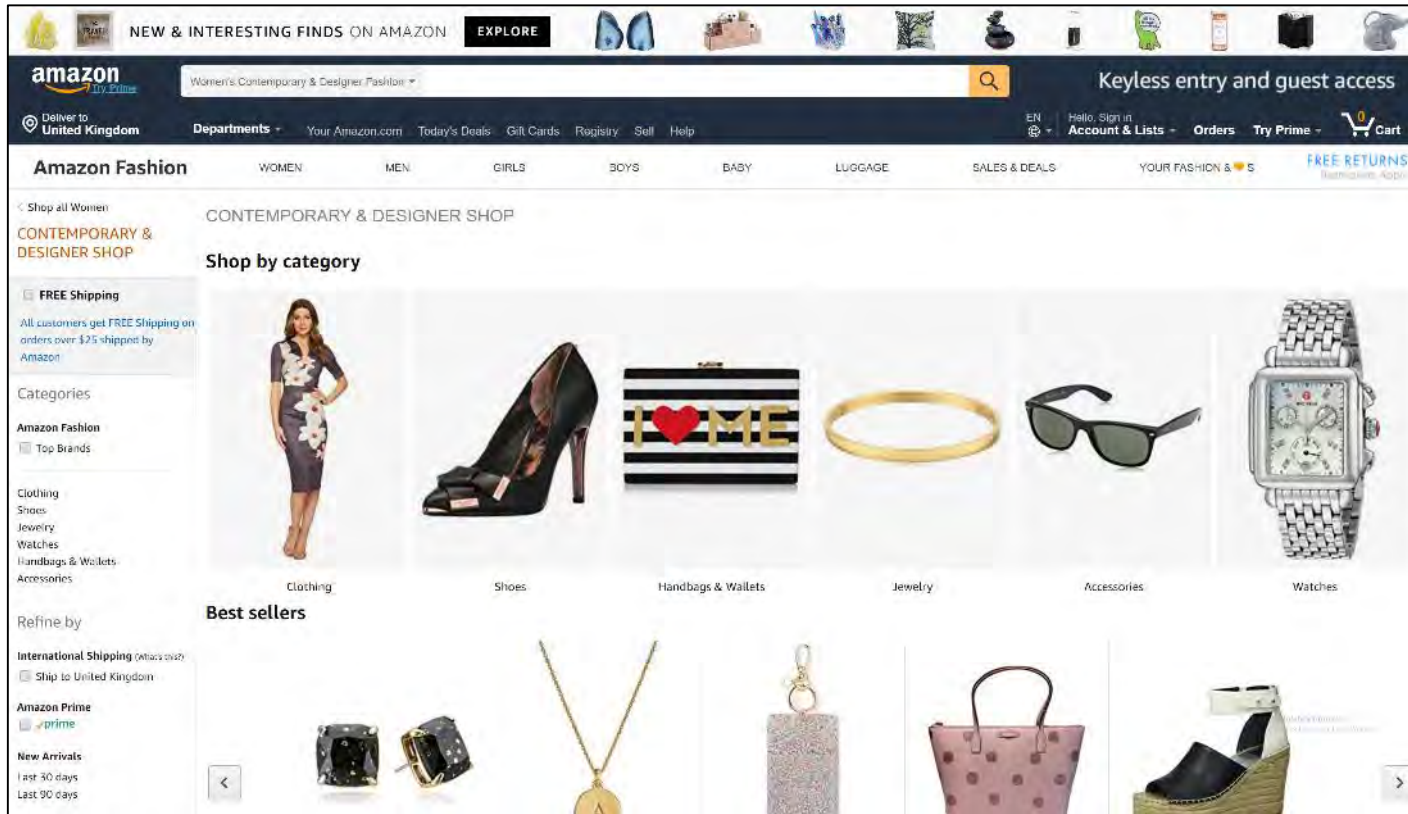 NEW & INTERESTING FINDS ON AMAZON EXPLORE
amazon
Try Prime
Women's Contemporary & Designer Fashion
Keyless entry and guest access
Deliver to
United Kingdom
Departments Your Amazon.com Today's Deals Gift Cards Registry Sell Help
EN
Hello, Sign in
Account & Lists Orders Try Prime 0 Cart
Amazon Fashion WOMEN MEN GIRLS BOYS BABY LUGGAGE SALES & DEALS YOUR FASHION & S FREE RETURNS
Shop all Women
CONTEMPORARY &
DESIGNER SHOP
FREE Shipping
All customers get FREE Shipping on
orders over $25 shipped by
Amazon
Categories
Amazon Fashion
Top Brands
Clothing
Shoes
Jewelry
Watches
Handbags & Wallets
Accessories
Refine by
International Shipping (What's this?)
Ship to United Kingdom
Amazon Prime
prime
New Arrivals
Last 30 days
Last 90 days
CONTEMPORARY & DESIGNER SHOP
Shop by category
I ME
Clothing Shoes Handbags & Wallets Jewelry Accessories Watches
Best sellers
A